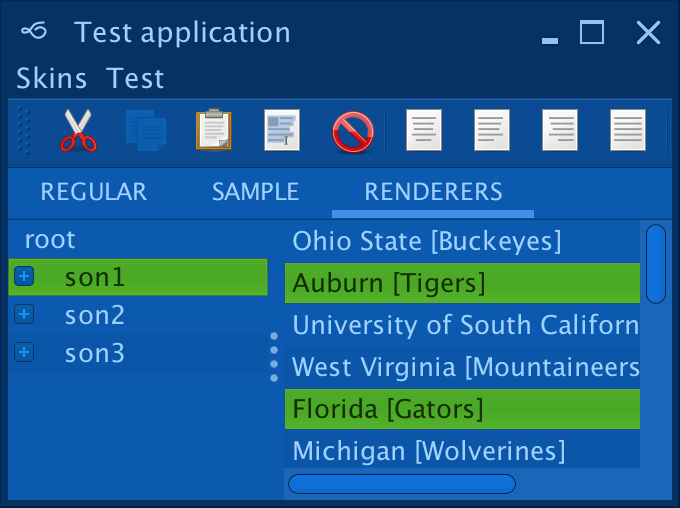 Test application
Skins Test
REGULAR SAMPLE RENDERERS
root
son1
son2
son3
Ohio State [Buckeyes]
Auburn [Tigers]
University of South Californ
West Virginia [Mountaineers
Florida [Gators]
Michigan [Wolverines]